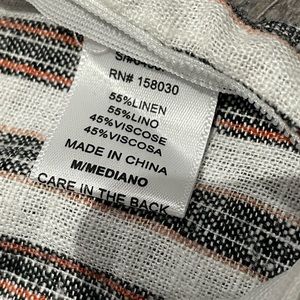 RN# 158030
55%LINEN
55%LINO
45%VISCOSE
45%VISCOSA
MADE IN CHINA
M/MEDIANO
CARE IN THE BACK